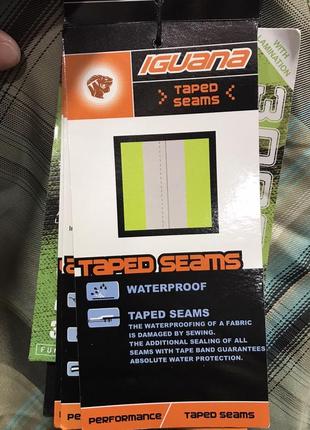 IGUANA
TAPED
SEAMS
WITH
LAMINATION
TAPED SEAMS
WATERPROOF
TAPED SEAMS
THE WATERPROOFING OF A FABRIC
IS DAMAGED BY SEWING.
THE ADDITIONAL SEALING OF ALL
SEAMS WITH TAPE BAND GUARANTEES
ABSOLUTE WATER PROTECTION.
PERFORMANCE / TAPED SEAMS